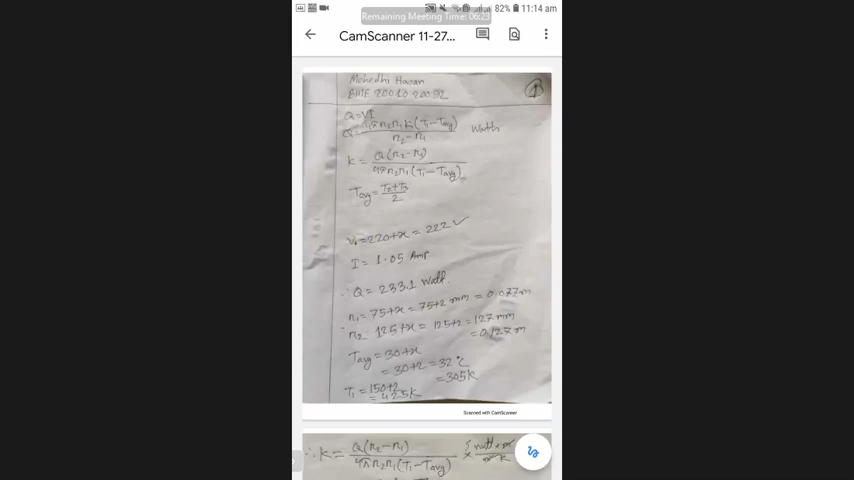 82% 11:14 am
Remaining Meeting Time: 06:23
CamScanner 11-27...
Mehedhi Hasan
BME 2001020092
1
Q=VI
Q = 4π r2 r1 K (T1 - Tavg) / r2 - r1 Watts
K = Q (r2 - r1) / 4π r2 r1 (T1 - Tavg)
Tavg = T2 + T3 / 2
V = 220 + x = 222 V
I = 1.05 Amp
∴ Q = 233.1 Watt.
r1 = 75 + x = 75 + 2 mm = 0.077 m
r2 = 125 + x = 125 + 2 = 127 mm
= 0.127 m
Tavg = 30 + x
= 30 + 2 = 32°C
= 305 K
T1 = 150 + 2
= 425 K
Scanned with CamScanner
∴ K = Q (r2 - r1) / 4π r2 r1 (T1 - Tavg)